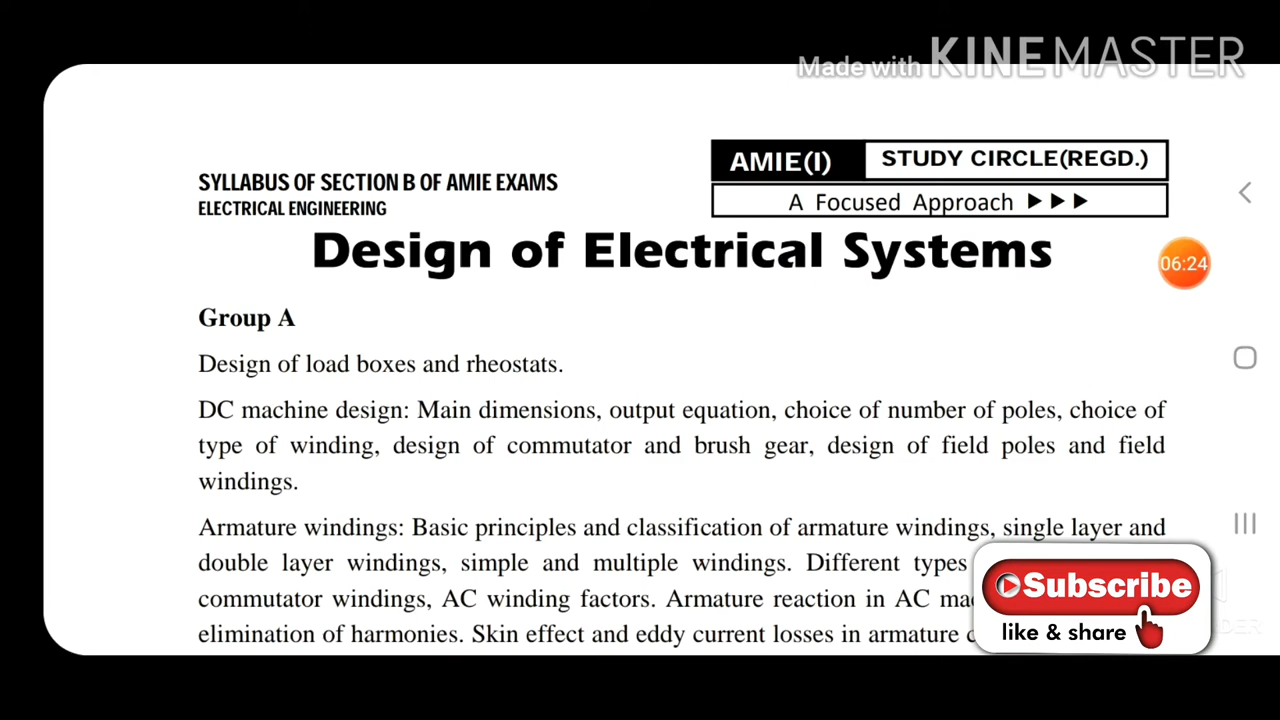 Made with KINEMASTER
AMIE(I) STUDY CIRCLE(REGD.)
A Focused Approach
SYLLABUS OF SECTION B OF AMIE EXAMS
ELECTRICAL ENGINEERING
Design of Electrical Systems
06:24
Group A
Design of load boxes and rheostats.
DC machine design: Main dimensions, output equation, choice of number of poles, choice of
type of winding, design of commutator and brush gear, design of field poles and field
windings.
Armature windings: Basic principles and classification of armature windings, single layer and
double layer windings, simple and multiple windings. Different types
commutator windings, AC winding factors. Armature reaction in AC
elimination of harmonies. Skin effect and eddy current losses in armature
Subscribe
like & share